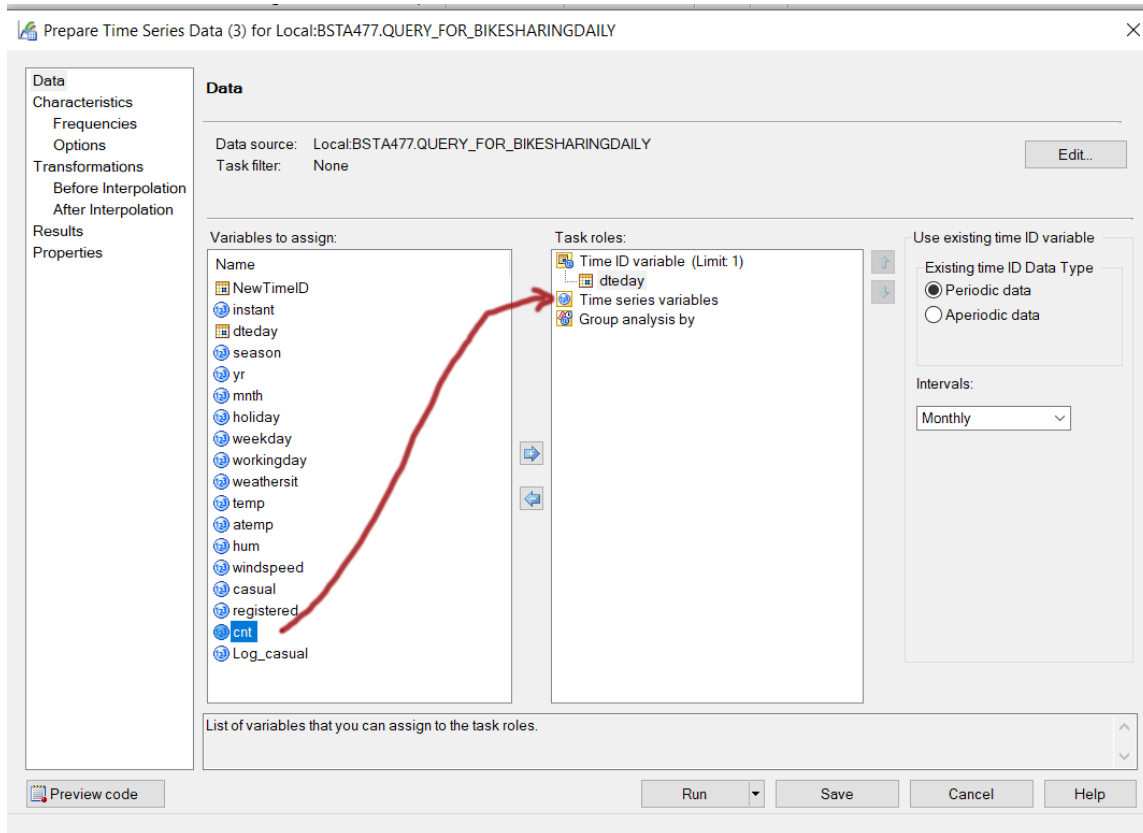 Prepare Time Series Data (3) for Local:BSTA477.QUERY_FOR_BIKESHARINGDAILY
Data
Characteristics
Frequencies
Options
Transformations
Before Interpolation
After Interpolation
Results
Properties
Data
Data source: Local:BSTA477.QUERY_FOR_BIKESHARINGDAILY
Task filter: None
Edit...
Variables to assign:
Name
NewTimeID
instant
dteday
season
yr
mnth
holiday
weekday
workingday
weathersit
temp
atemp
hum
windspeed
casual
registered
cnt
Log_casual
Task roles:
Time ID variable (Limit: 1)
dteday
Time series variables
Group analysis by
Use existing time ID variable
Existing time ID Data Type
Periodic data
Aperiodic data
Intervals:
Monthly
List of variables that you can assign to the task roles.
Preview code
Run
Save
Cancel
Help